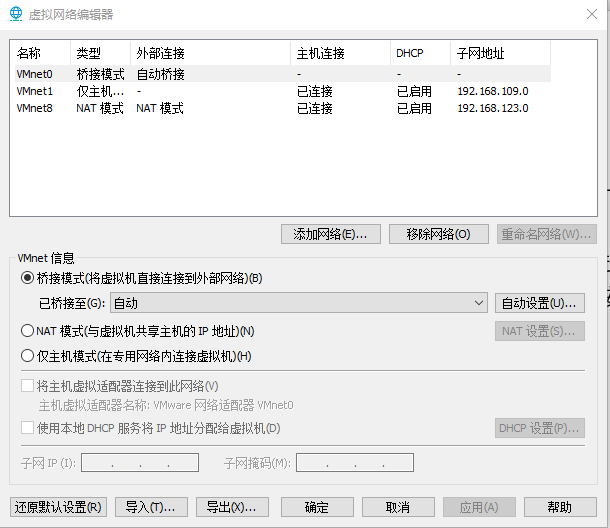 虚拟网络编辑器
名称 类型 外部连接 主机连接 DHCP 子网地址
VMnet0 桥接模式 自动桥接 - - -
VMnet1 仅主机... - 已连接 已启用 192.168.109.0
VMnet8 NAT 模式 NAT 模式 已连接 已启用 192.168.123.0
添加网络(E)... 移除网络(O) 重命名网络(W)...
VMnet 信息
桥接模式(将虚拟机直接连接到外部网络)(B)
已桥接至(G): 自动 自动设置(U)...
NAT 模式(与虚拟机共享主机的 IP 地址)(N) NAT 设置(S)...
仅主机模式(在专用网络内连接虚拟机)(H)
将主机虚拟适配器连接到此网络(V)
主机虚拟适配器名称: VMware 网络适配器 VMnet0
使用本地 DHCP 服务将 IP 地址分配给虚拟机(D) DHCP 设置(P)...
子网 IP (I): . . . 子网掩码(M): . . .
还原默认设置(R) 导入(T)... 导出(X)... 确定 取消 应用(A) 帮助